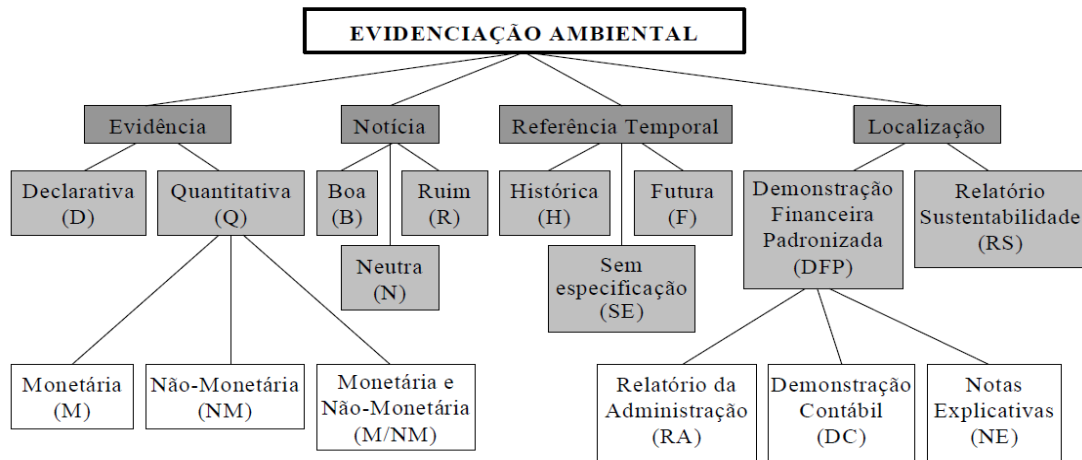 EVIDENCIAÇÃO AMBIENTAL
Evidência
Notícia
Referência Temporal
Localização
Declarativa
(D)
Quantitativa
(Q)
Boa
(B)
Ruim
(R)
Neutra
(N)
Histórica
(H)
Futura
(F)
Sem
especificação
(SE)
Demonstração
Financeira
Padronizada
(DFP)
Relatório
Sustentabilidade
(RS)
Monetária
(M)
Não-Monetária
(NM)
Monetária e
Não-Monetária
(M/NM)
Relatório da
Administração
(RA)
Demonstração
Contábil
(DC)
Notas
Explicativas
(NE)